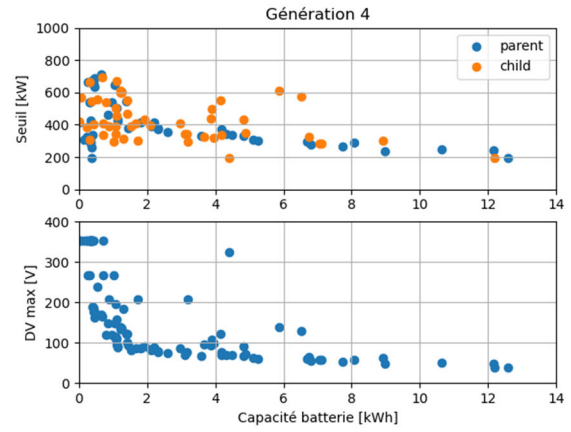 Génération 4
1000
800
600
400
200
0
Seuil [kW]
parent
child
0 2 4 6 8 10 12 14
400
300
200
100
0
DV max [V]
0 2 4 6 8 10 12 14
Capacité batterie [kWh]